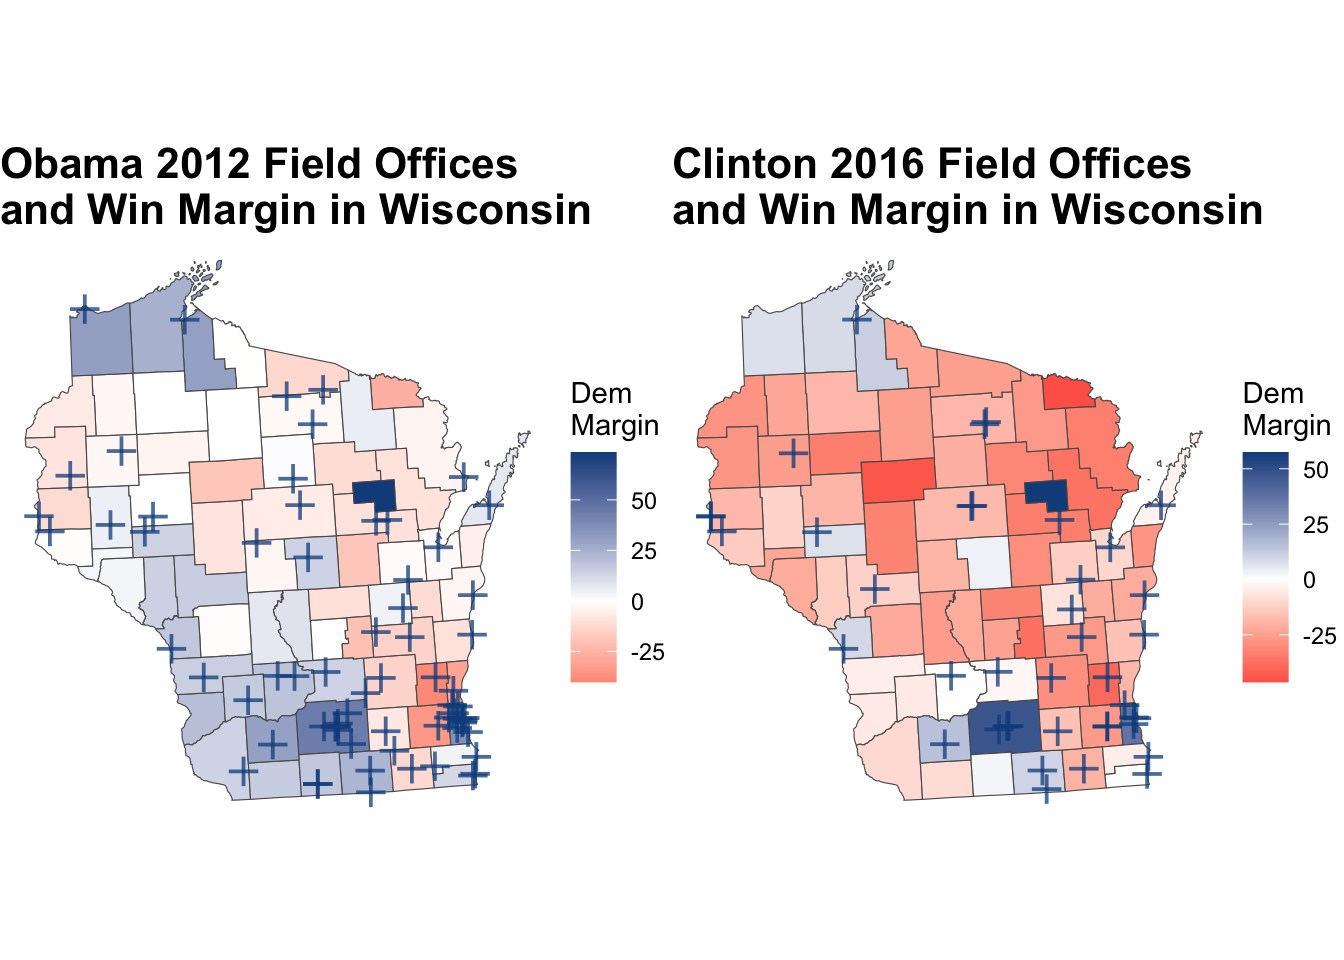 Obama 2012 Field Offices
and Win Margin in Wisconsin
Dem
Margin
50
25
0
-25
Clinton 2016 Field Offices
and Win Margin in Wisconsin
Dem
Margin
50
25
0
-25